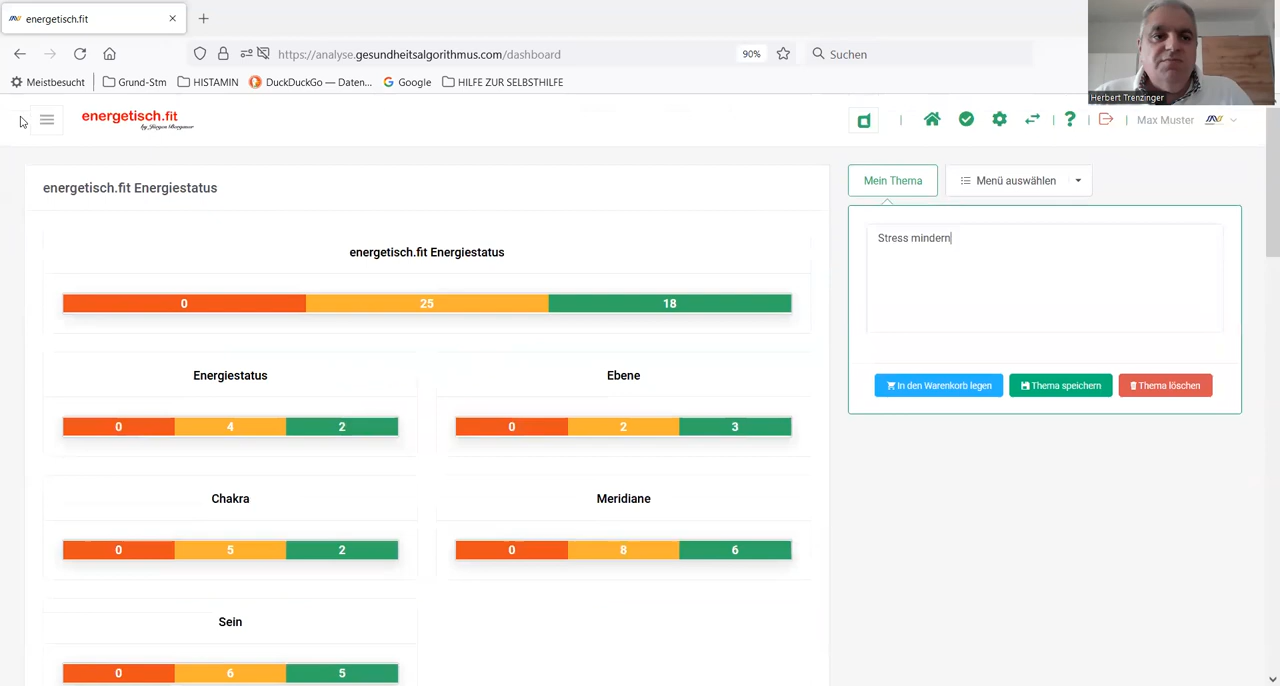 energetisch.fit
https://analyse.gesundheitsalgorithmus.com/dashboard
90%
Suchen
Meistbesucht
Grund-Stm
HISTAMIN
DuckDuckGo — Daten...
Google
HILFE ZUR SELBSTHILFE
Herbert Trenzinger
energetisch.fit
by Jürgen Bergauer
Max Muster
energetisch.fit Energiestatus
Mein Thema
Menü auswählen
energetisch.fit Energiestatus
Stress mindern
0 25 18
Energiestatus
Ebene
In den Warenkorb legen
Thema speichern
Thema löschen
0 4 2
0 2 3
Chakra
Meridiane
0 5 2
0 8 6
Sein
0 6 5